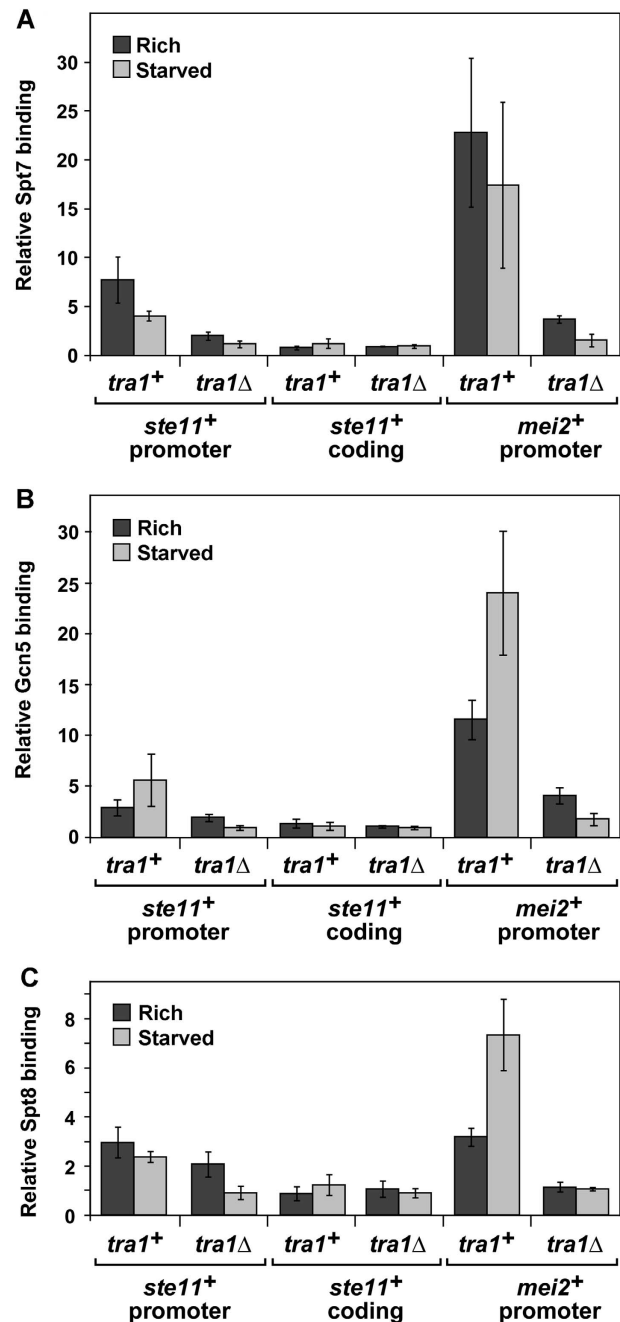 A
Relative Spt7 binding
Rich
Starved
30
25
20
15
10
5
0
tra1+ tra1Δ tra1+ tra1Δ tra1+ tra1Δ
ste11+ ste11+ mei2+
promoter coding promoter
B
Relative Gcn5 binding
Rich
Starved
30
25
20
15
10
5
0
tra1+ tra1Δ tra1+ tra1Δ tra1+ tra1Δ
ste11+ ste11+ mei2+
promoter coding promoter
C
Relative Spt8 binding
Rich
Starved
8
6
4
2
0
tra1+ tra1Δ tra1+ tra1Δ tra1+ tra1Δ
ste11+ ste11+ mei2+
promoter coding promoter